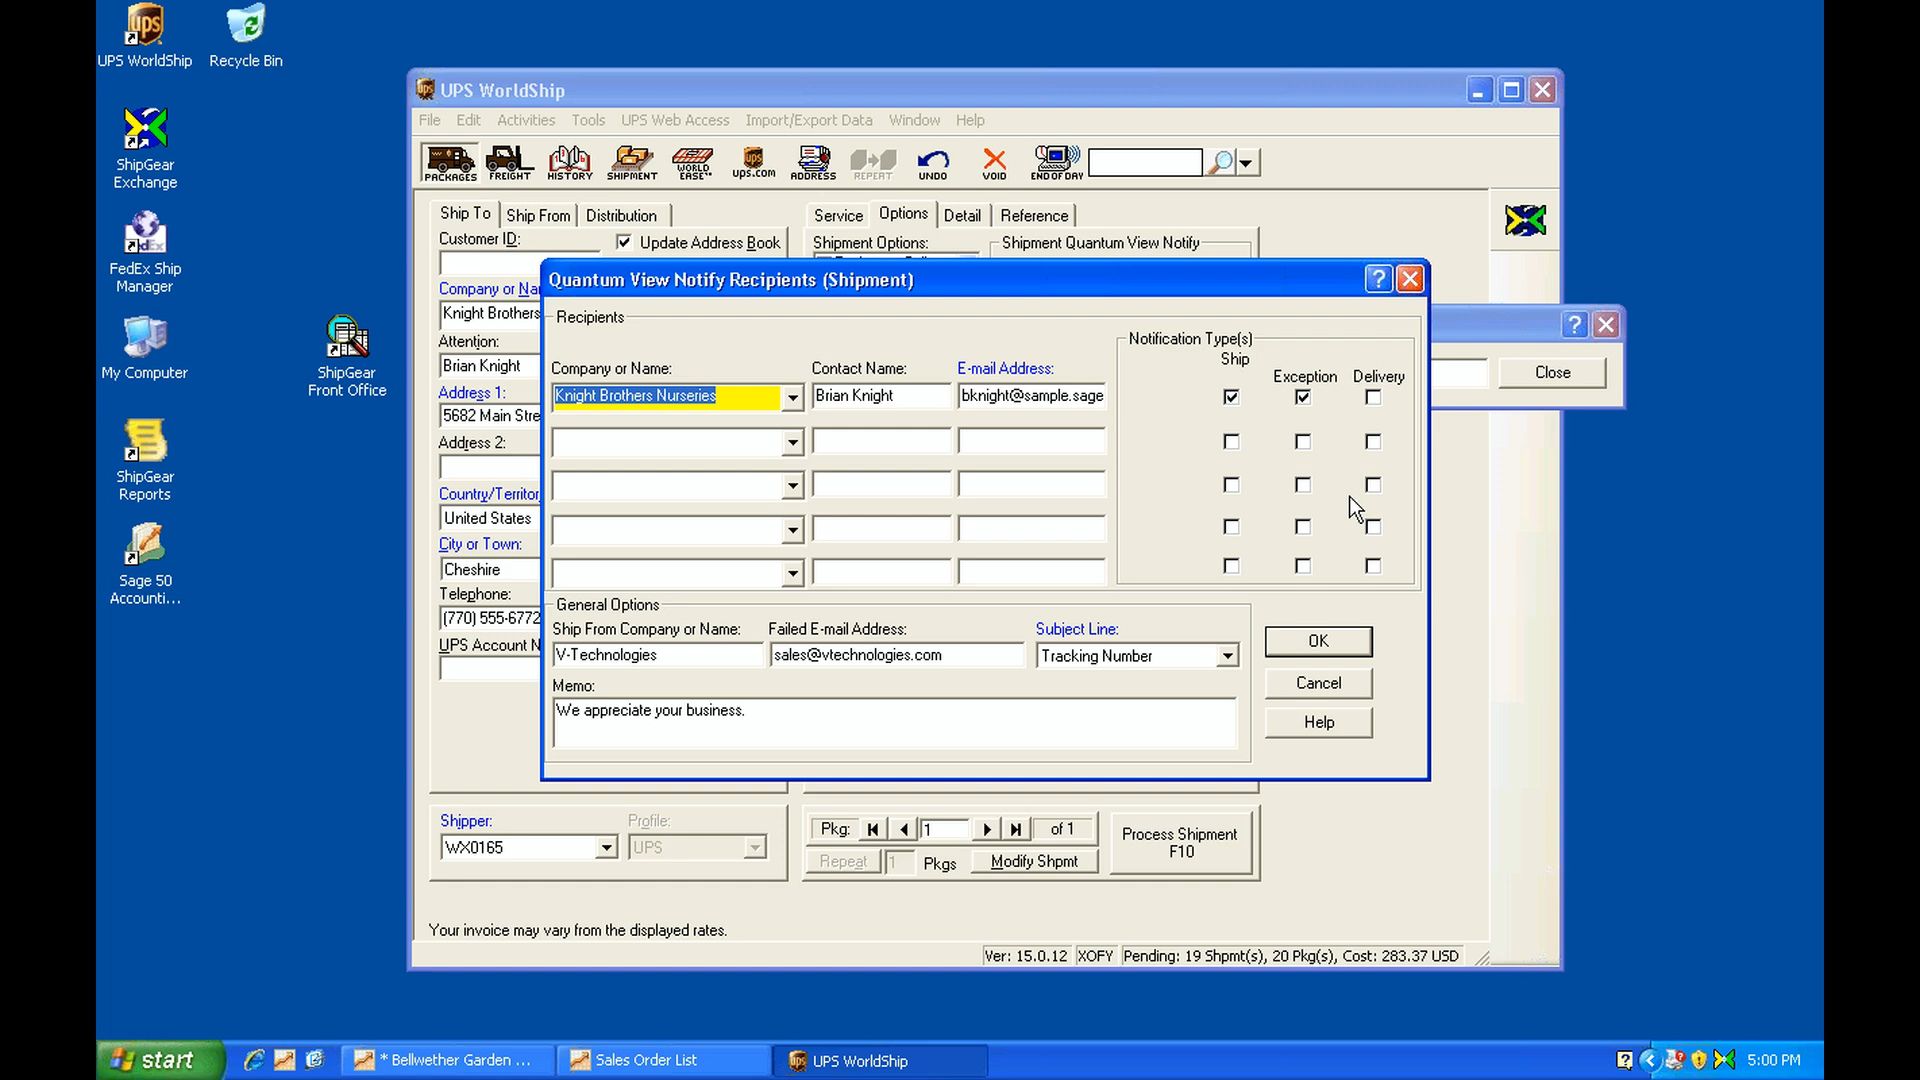 UPS WorldShip
Recycle Bin
ShipGear
Exchange
FedEx Ship
Manager
My Computer
ShipGear
Front Office
ShipGear
Reports
Sage 50
Accounti...
UPS WorldShip
File Edit Activities Tools UPS Web Access Import/Export Data Window Help
PACKAGES FREIGHT HISTORY SHIPMENT WORLD EASE ups.com ADDRESS REPEAT UNDO VOID END OF DAY
Ship To Ship From Distribution
Service Options Detail Reference
Customer ID:
Update Address Book
Shipment Options:
Shipment Quantum View Notify
Company or Na
Knight Brothers
Attention:
Brian Knight
Address 1:
5682 Main Stre
Address 2:
Country/Territor
United States
City or Town:
Cheshire
Telephone:
(770) 555-6772
UPS Account N
Quantum View Notify Recipients (Shipment)
Recipients
Notification Type(s)
Ship Exception Delivery
Company or Name: Contact Name: E-mail Address:
Knight Brothers Nurseries Brian Knight bknight@sample.sage
General Options
Ship From Company or Name: Failed E-mail Address: Subject Line:
V-Technologies sales@vtechnologies.com Tracking Number
Memo:
We appreciate your business.
OK
Cancel
Help
Close
Shipper: Profile:
WX0165 UPS
Pkg: 1 of 1
Repeat 1 Pkgs Modify Shpmt
Process Shipment
F10
Your invoice may vary from the displayed rates.
Ver: 15.0.12 XOFY Pending: 19 Shpmt(s), 20 Pkg(s), Cost: 283.37 USD
start
* Bellwether Garden ...
Sales Order List
UPS WorldShip
5:00 PM